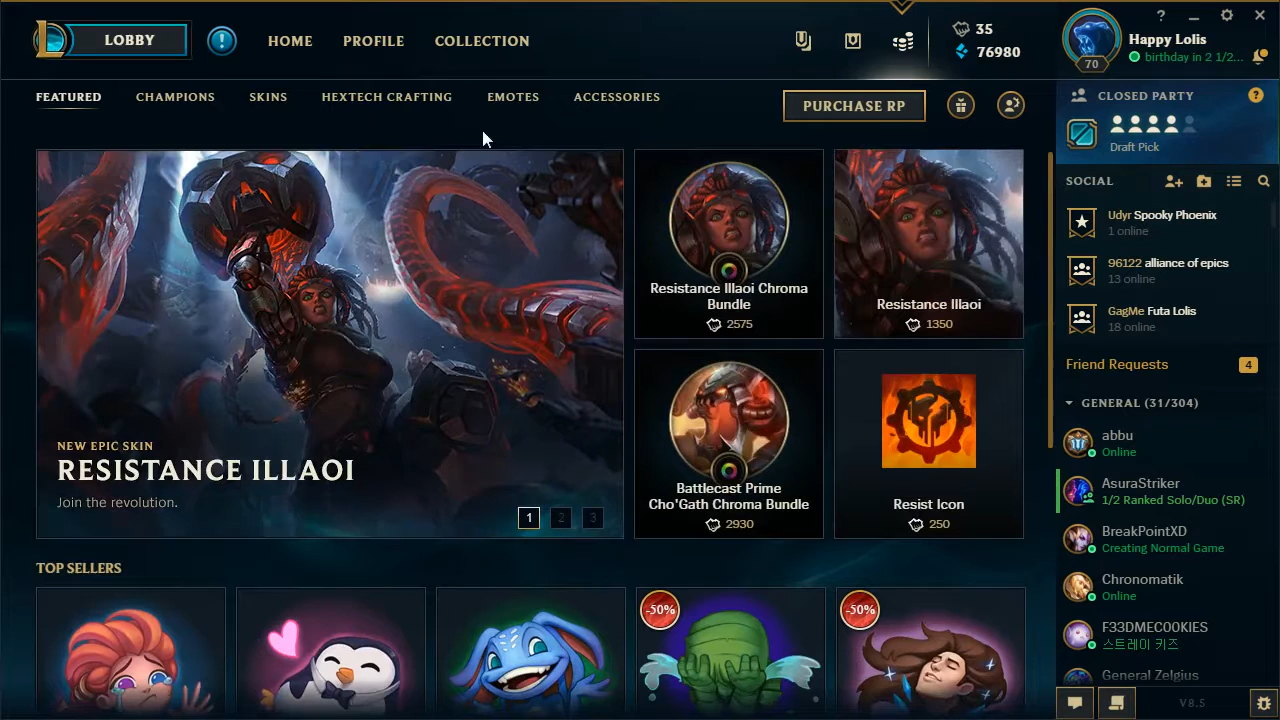 LOBBY
!
HOME
PROFILE
COLLECTION
35
76980
?
70
Happy Lolis
birthday in 2 1/2...
FEATURED
CHAMPIONS
SKINS
HEXTECH CRAFTING
EMOTES
ACCESSORIES
PURCHASE RP
NEW EPIC SKIN
RESISTANCE ILLAOI
Join the revolution.
1
2
3
Resistance Illaoi Chroma
Bundle
2575
Resistance Illaoi
1350
Battlecast Prime
Cho'Gath Chroma Bundle
2930
Resist Icon
250
TOP SELLERS
-50%
-50%
CLOSED PARTY
?
Draft Pick
SOCIAL
Udyr Spooky Phoenix
1 online
96122 alliance of epics
13 online
GagMe Futa Lolis
18 online
Friend Requests
4
GENERAL (31/304)
abbu
Online
AsuraStriker
1/2 Ranked Solo/Duo (SR)
BreakPointXD
Creating Normal Game
Chronomatik
Online
F33DMECO0KIES
스트레이 키즈
General Zelgius
V8.5